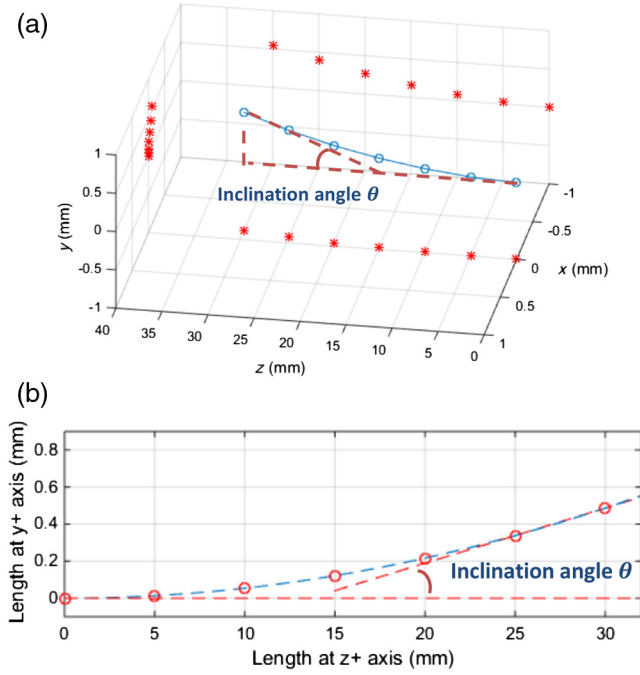 (a)
1
0.5
0
-0.5
-1
y (mm)
40
35
30
25
20
15
10
5
0
z (mm)
-1
-0.5
0
0.5
1
x (mm)
Inclination angle θ
(b)
0.8
0.6
0.4
0.2
0
Length at y+ axis (mm)
Inclination angle θ
0 5 10 15 20 25 30
Length at z+ axis (mm)